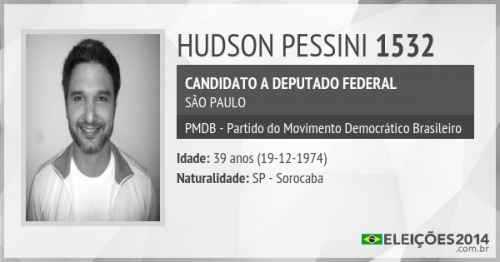 HUDSON PESSINI 1532
CANDIDATO A DEPUTADO FEDERAL
SÃO PAULO
PMDB - Partido do Movimento Democrático Brasileiro
Idade: 39 anos (19-12-1974)
Naturalidade: SP - Sorocaba
ELEIÇÕES2014
.com.br